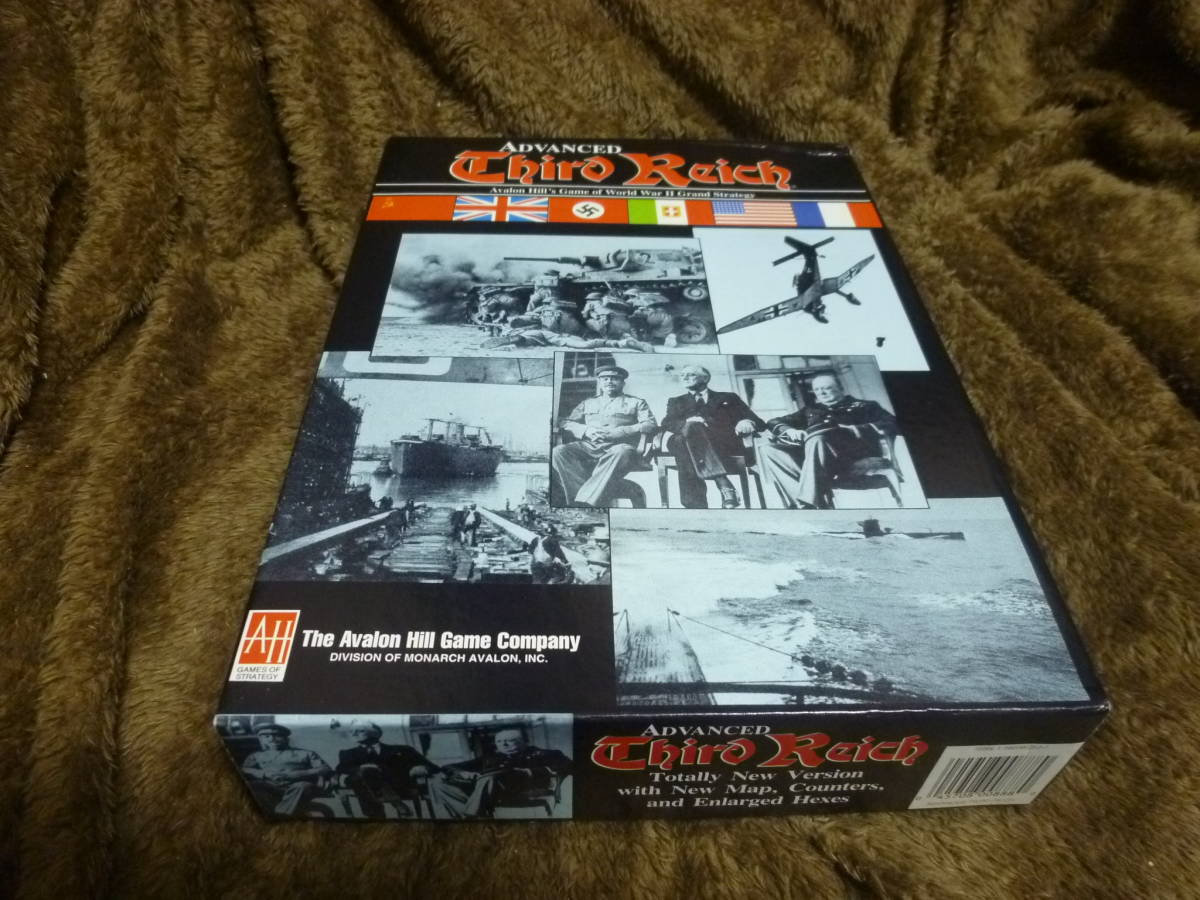 ADVANCED
Third Reich
Avalon Hill's Game of World War II Grand Strategy
AH
GAMES OF
STRATEGY
The Avalon Hill Game Company
DIVISION OF MONARCH AVALON, INC.
ADVANCED
Third Reich
Totally New Version
with New Map, Counters,
and Enlarged Hexes